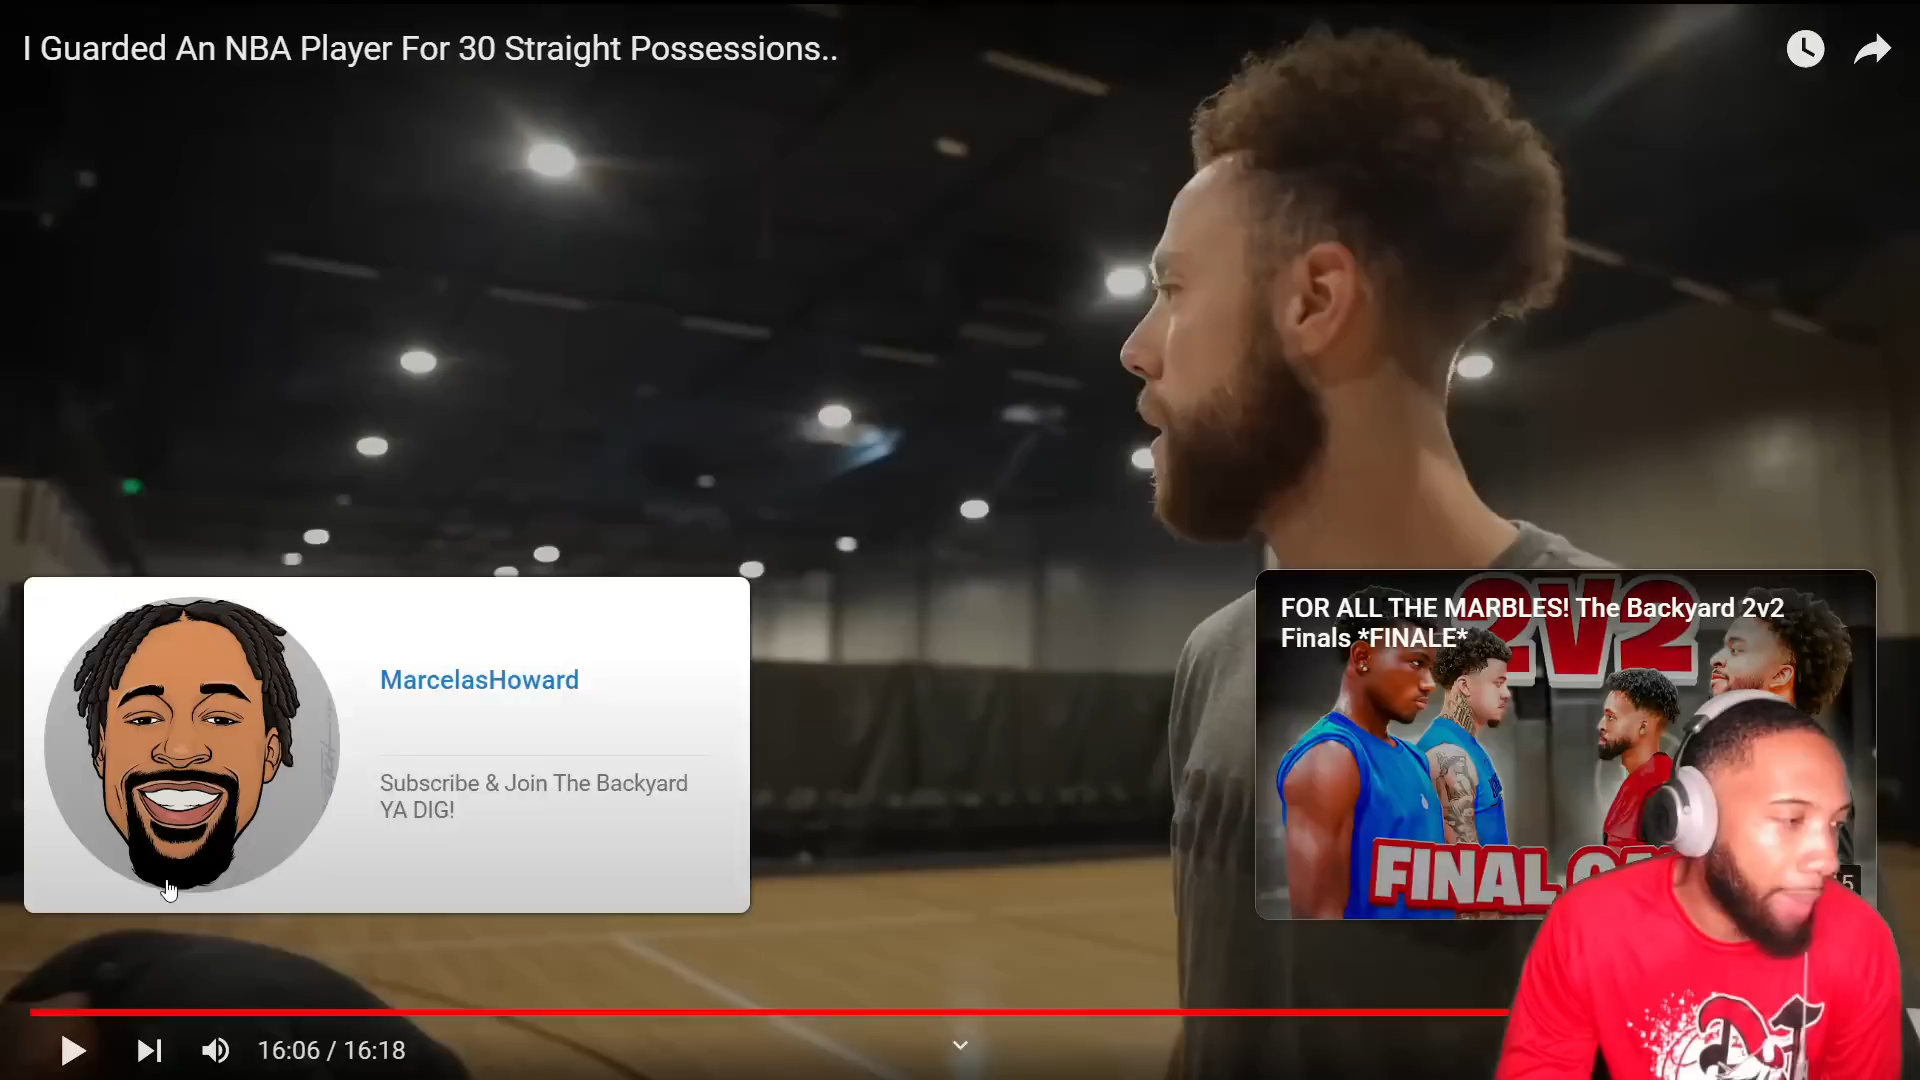 I Guarded An NBA Player For 30 Straight Possessions..
MarcelasHoward
Subscribe & Join The Backyard
YA DIG!
FOR ALL THE MARBLES! The Backyard 2v2
Finals *FINALE*
2V2
FINAL
16:06 / 16:18